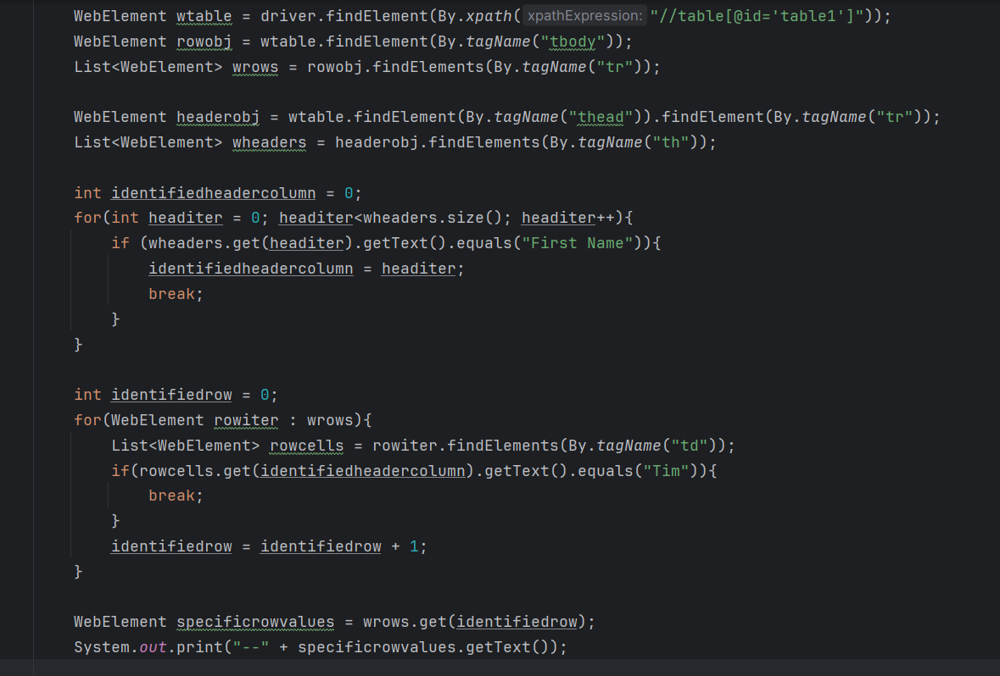 WebElement wtable = driver.findElement(By.xpath( xpathExpression: "//table[@id='table1']"));
WebElement rowobj = wtable.findElement(By.tagName("tbody"));
List<WebElement> wrows = rowobj.findElements(By.tagName("tr"));
WebElement headerobj = wtable.findElement(By.tagName("thead")).findElement(By.tagName("tr"));
List<WebElement> wheaders = headerobj.findElements(By.tagName("th"));
int identifiedheadercolumn = 0;
for(int headiter = 0; headiter<wheaders.size(); headiter++){
if (wheaders.get(headiter).getText().equals("First Name")){
identifiedheadercolumn = headiter;
break;
}
}
int identifiedrow = 0;
for(WebElement rowiter : wrows){
List<WebElement> rowcells = rowiter.findElements(By.tagName("td"));
if(rowcells.get(identifiedheadercolumn).getText().equals("Tim")){
break;
}
identifiedrow = identifiedrow + 1;
}
WebElement specificrowvalues = wrows.get(identifiedrow);
System.out.print("--" + specificrowvalues.getText());